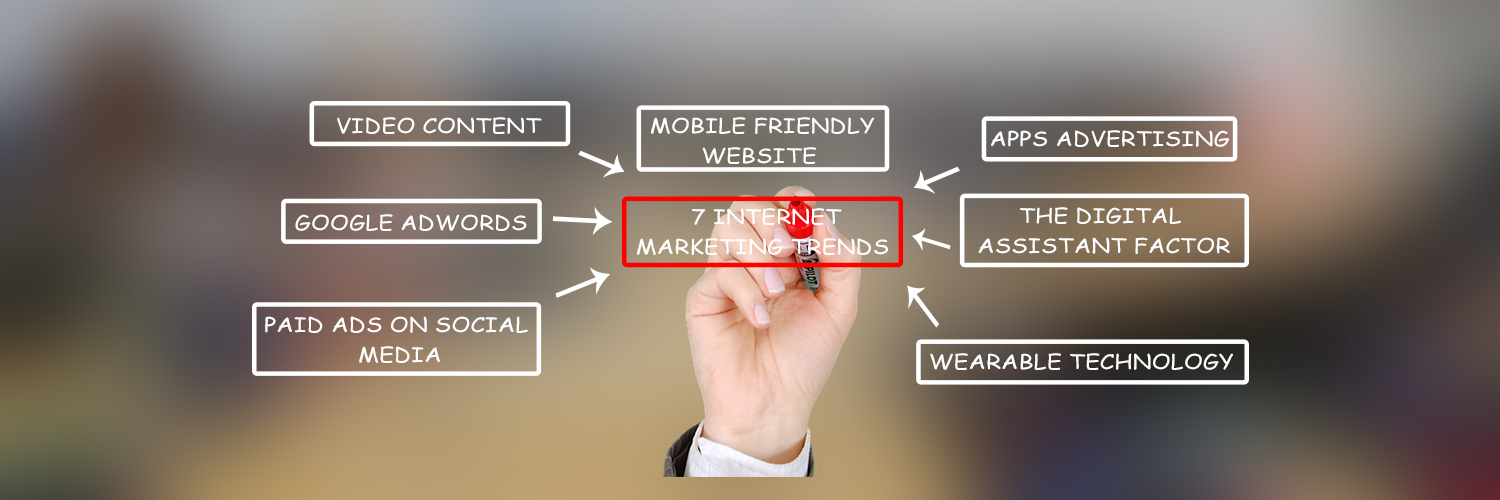 VIDEO CONTENT
MOBILE FRIENDLY
WEBSITE
APPS ADVERTISING
GOOGLE ADWORDS
7 INTERNET
MARKETING TRENDS
THE DIGITAL
ASSISTANT FACTOR
PAID ADS ON SOCIAL
MEDIA
WEARABLE TECHNOLOGY
PILOT